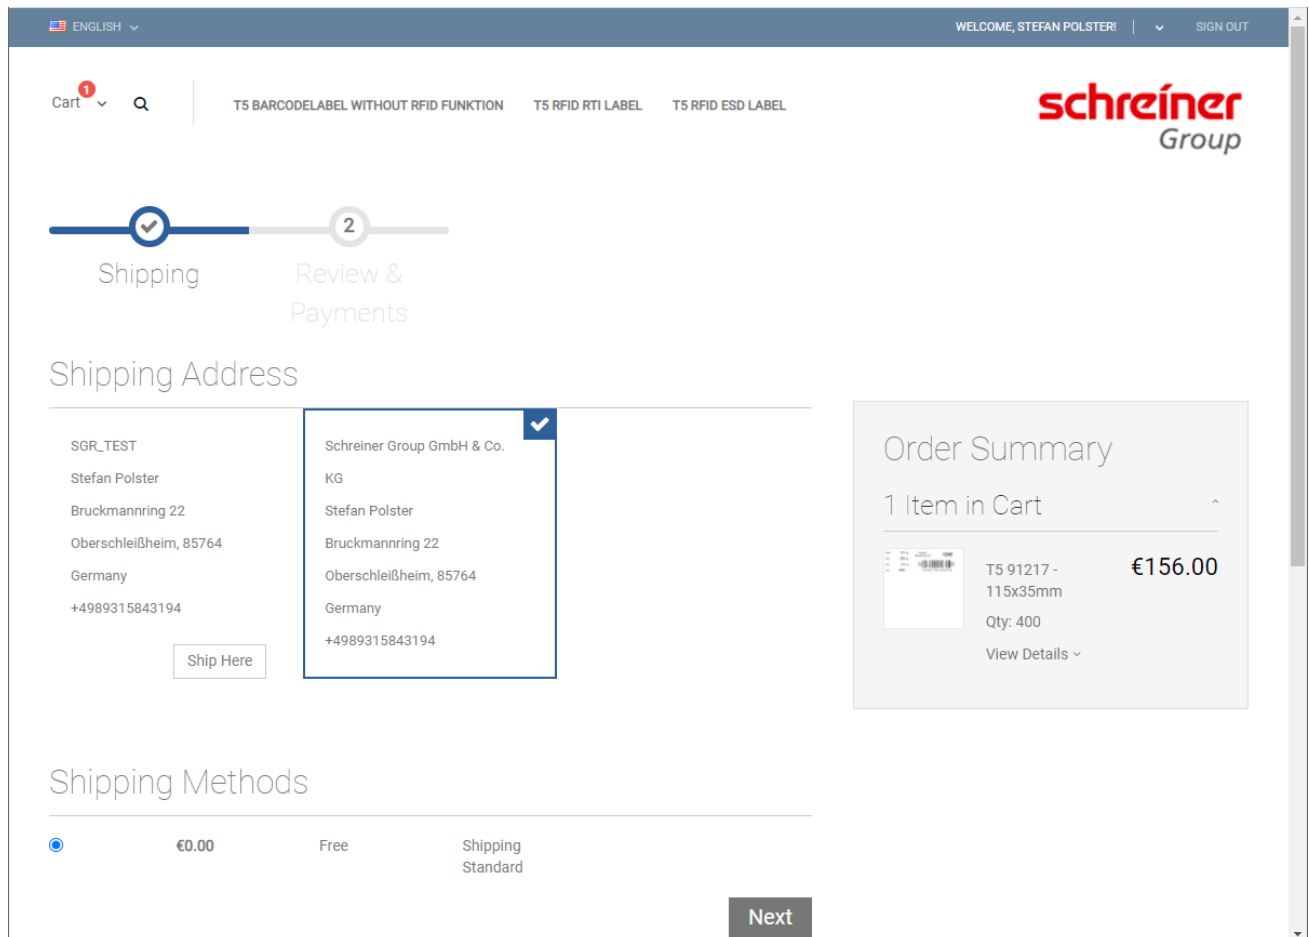 ENGLISH
WELCOME, STEFAN POLSTER!
SIGN OUT
Cart 1
T5 BARCODELABEL WITHOUT RFID FUNKTION
T5 RFID RTI LABEL
T5 RFID ESD LABEL
schreiner
Group
2
Shipping
Review &
Payments
Shipping Address
SGR_TEST
Stefan Polster
Bruckmannring 22
Oberschleißheim, 85764
Germany
+4989315843194
Ship Here
Schreiner Group GmbH & Co.
KG
Stefan Polster
Bruckmannring 22
Oberschleißheim, 85764
Germany
+4989315843194
Order Summary
1 Item in Cart
T5 91217 -
115x35mm
€156.00
Qty: 400
View Details
Shipping Methods
€0.00 Free Shipping
Standard
Next